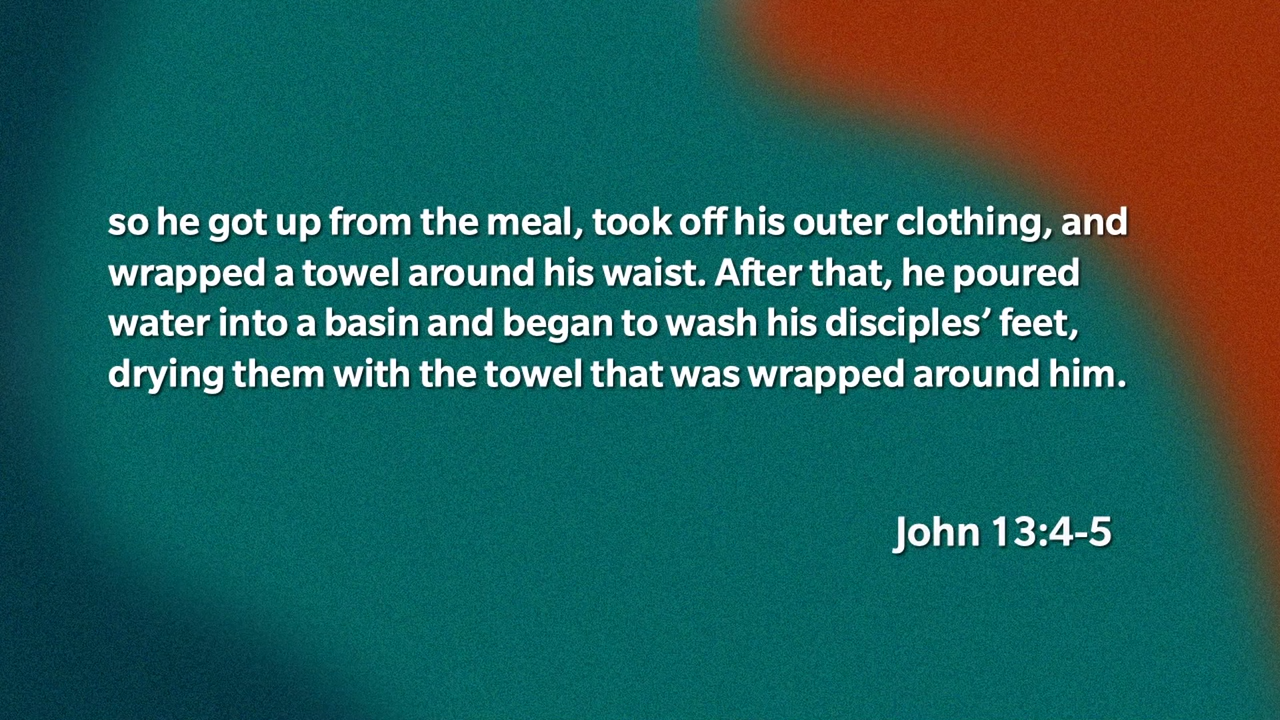 so he got up from the meal, took off his outer clothing, and
wrapped a towel around his waist. After that, he poured
water into a basin and began to wash his disciples’ feet,
drying them with the towel that was wrapped around him.
John 13:4-5